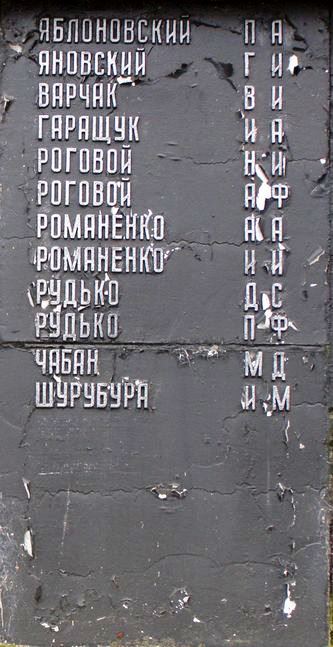 ЯБЛОНОВСКИЙ П А
ЯНОВСКИЙ Г И
ВАРЧАК В И
ГАРАЩУК И А
РОГОВОЙ Н И
РОГОВОЙ А Ф
РОМАНЕНКО А А
РОМАНЕНКО И И
РУДЬКО Д С
РУДЬКО П Ф
ЧАБАН М Д
ШУРУБУРА И М